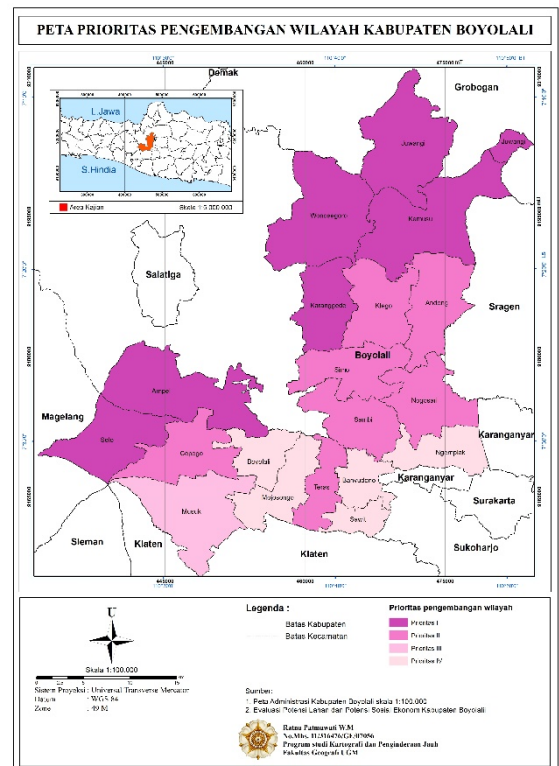 PETA PRIORITAS PENGEMBANGAN WILAYAH KABUPATEN BOYOLALI
Demak
Grobogan
L.Jawa
S.Hindia
Area Kajian
Juwangi
Juwangi
Wonosegoro
Kemusu
Salatiga
Karanggede
Klego
Andong
Sragen
Boyolali
Simo
Ampel
Nogosari
Magelang
Selo
Cepogo
Sambi
Karanganyar
Boyolali
Ngemplak
Teras
Banyudono
Karanganyar
Musuk
Mojosongo
Sawit
Surakarta
Sleman
Klaten
Klaten
Sukoharjo
U
Skala 1:100.000
Sistem Proyeksi : Universal Transverse Mercator
Datum : WGS 84
Zone : 49 M
Legenda :
Batas Kabupaten
Batas Kecamatan
Prioritas pengembangan wilayah
Prioritas I
Prioritas II
Prioritas III
Prioritas IV
Sumber:
1. Peta Administrasi Kabupaten Boyolali skala 1:100.000
2. Evaluasi Potensi Lahan dan Potensi Sosial Ekonomi Kabupaten Boyolali
Ratna Patmawati W.M
Program studi Kartografi dan Penginderaan Jauh
Fakultas Geografi UGM